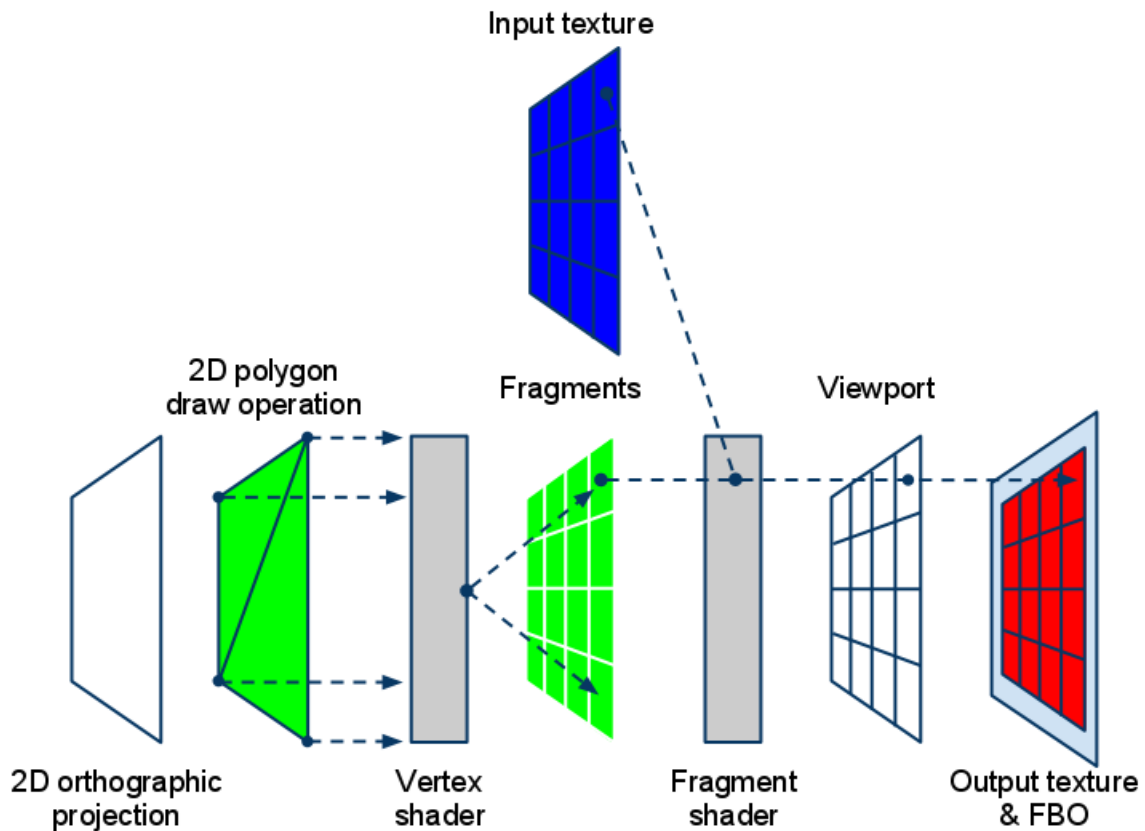 Input texture
2D polygon
draw operation
Fragments
Viewport
2D orthographic
projection
Vertex
shader
Fragment
shader
Output texture
& FBO